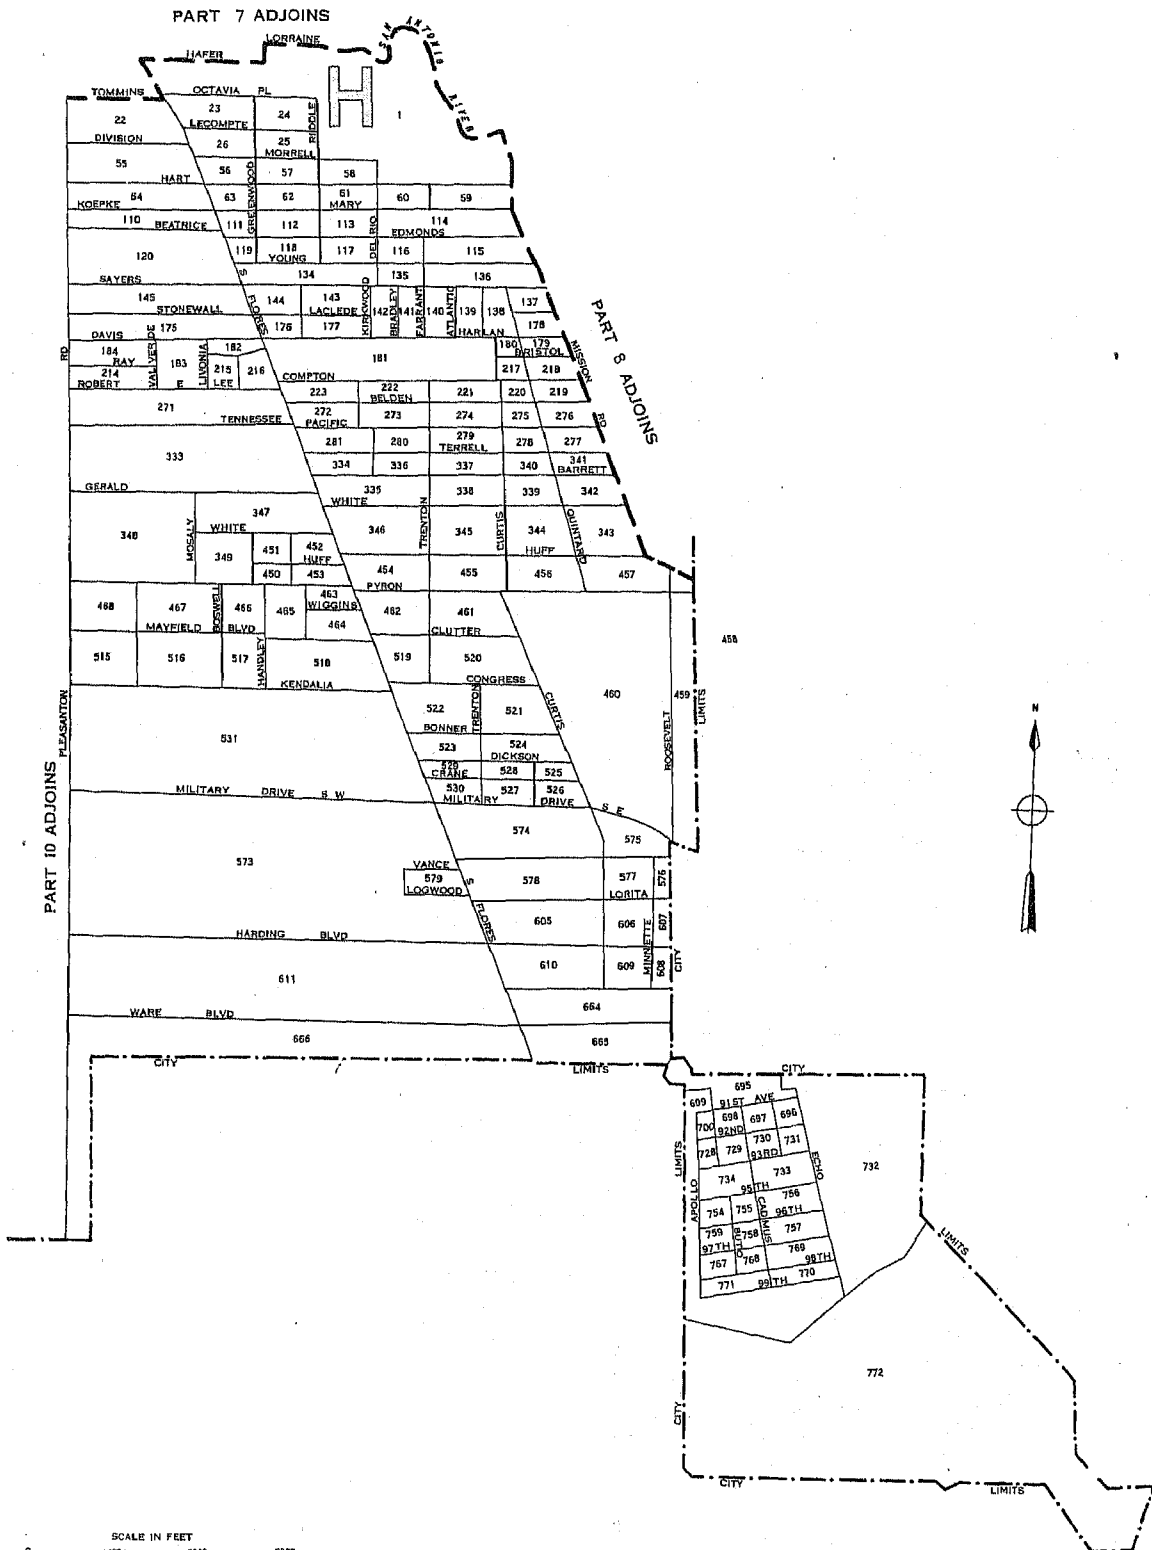 PART 7 ADJOINS
LORRAINE
SAN ANTONIO RIVER
HAFER
TOMMINS
OCTAVIA PL
H
22
23
24
RIDDLE
1
LECOMPTE
DIVISION
26
25
MORRELL
55
HART
56
57
58
64
63
GREENWOOD
62
61
MARY
60
59
KOEPKE
110
BEATRICE
111
112
113
DEL RIO
114
EDMONDS
120
119
118
YOUNG
117
116
115
SAYERS
S FLORES
134
135
136
145
STONEWALL
144
143
LACLEDE
KIRKWOOD
142
BRADLEY
141
FARRANT
140
ATLANTIC
139
138
137
HARLAN
178
175
176
177
DAVIS
RD
184
RAY
VAL VERDE
183
LIVONIA
182
181
180
179
BRISTOL
MISSION RD
PART 8 ADJOINS
214
ROBERT
E
215
LEE
216
COMPTON
217
218
223
222
BELDEN
221
220
219
271
TENNESSEE
272
PACIFIC
273
274
275
276
281
280
279
TERRELL
278
277
333
334
336
337
340
341
BARRETT
GERALD
335
WHITE
338
339
342
348
MOSALY
347
WHITE
346
TRENTON
345
CURTIS
344
QUINTARD
343
349
451
452
HUFF
HUFF
450
453
454
PYRON
455
456
457
468
467
BOSWELL
466
465
463
WIGGINS
462
461
MAYFIELD BLVD
464
CLUTTER
458
515
516
517
HANDLEY
518
519
520
KENDALIA
CONGRESS
460
459
LIMITS
PLEASANTON
522
TRENTON
521
CURTIS
ROOSEVELT
N
BONNER
531
523
524
DICKSON
529
CRANE
528
525
530
527
526
MILITARY DRIVE S W
MILITARY DRIVE S E
574
575
PART 10 ADJOINS
573
VANCE
579
LOGWOOD
S FLORES
578
577
576
LORITA
605
606
MINNIETTE
607
CITY
HARDING BLVD
610
609
608
611
664
WARE BLVD
666
665
CITY
LIMITS
CITY
695
699
91ST AVE
700
698
697
696
92ND
LIMITS
728
729
730
731
93RD
ECHO
732
734
733
95TH
APOLLO
756
754
755
CADMUS
96TH
759
BUTIO
758
757
97TH
769
767
768
98TH
771
99TH
770
LIMITS
772
CITY
CITY
LIMITS
SCALE IN FEET